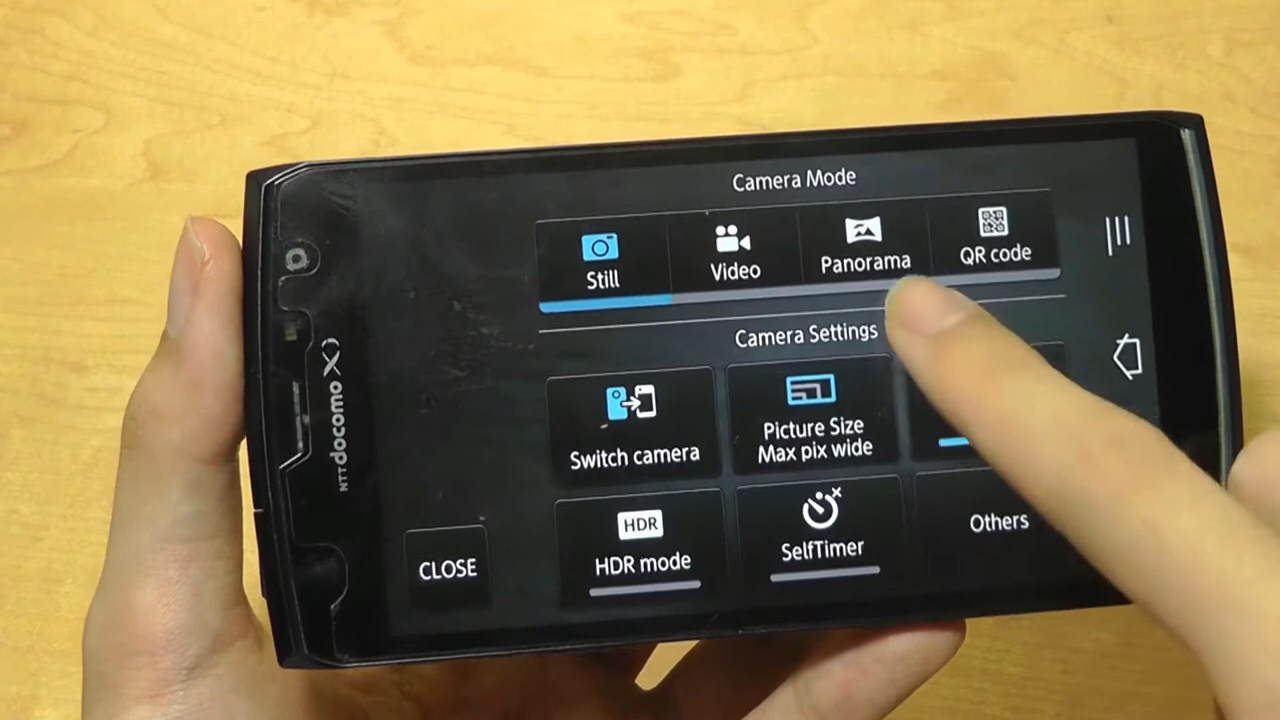 Camera Mode
Still
Video
Panorama
QR code
Camera Settings
Switch camera
Picture Size
Max pix wide
HDR
HDR mode
SelfTimer
Others
CLOSE
NTT docomo Xi